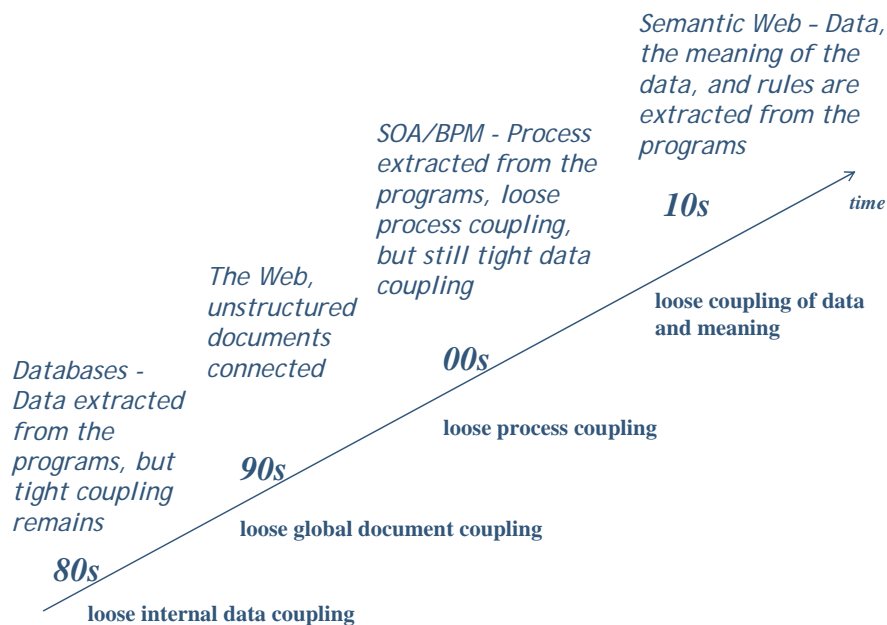 Semantic Web – Data,
the meaning of the
data, and rules are
extracted from the
programs
SOA/BPM - Process
extracted from the
programs, loose
process coupling,
but still tight data
coupling
10s
time
The Web,
unstructured
documents
connected
loose coupling of data
and meaning
Databases -
Data extracted
from the
programs, but
tight coupling
remains
00s
loose process coupling
90s
loose global document coupling
80s
loose internal data coupling